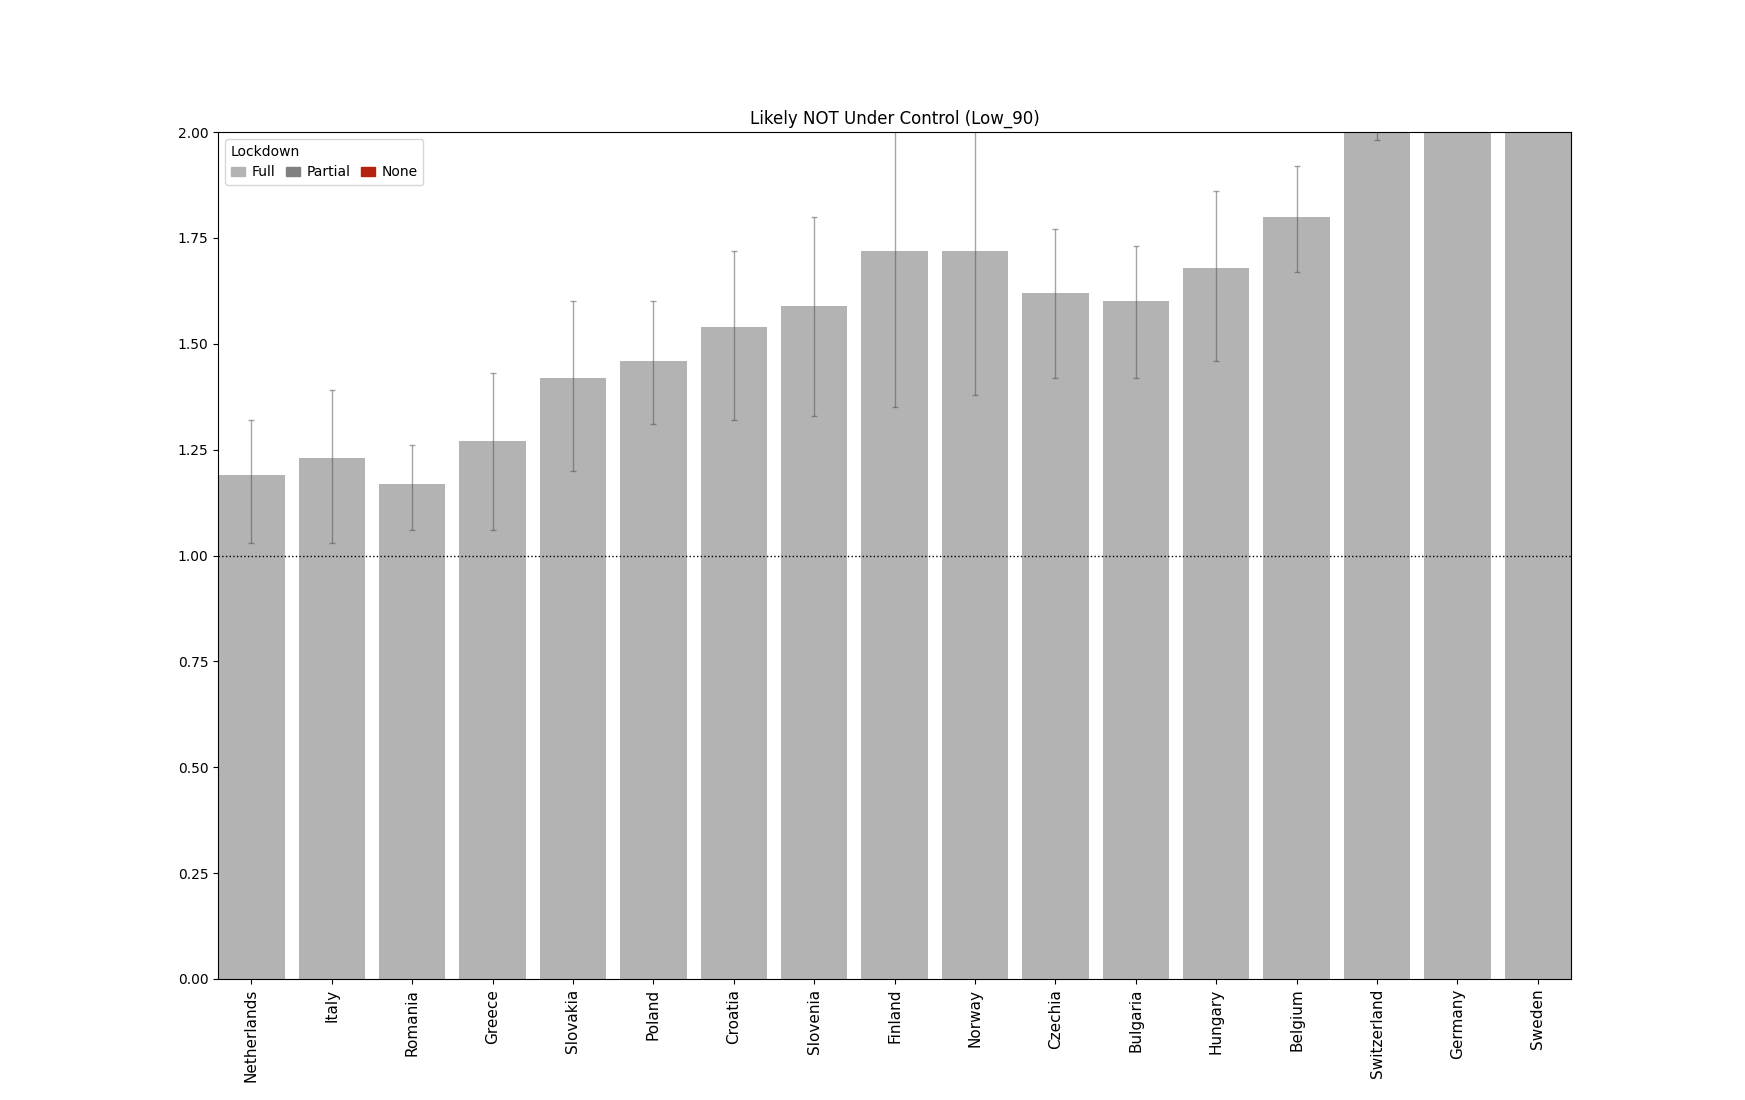 Likely NOT Under Control (Low_90)
Lockdown
Full Partial None
2.00
1.75
1.50
1.25
1.00
0.75
0.50
0.25
0.00
Netherlands
Italy
Romania
Greece
Slovakia
Poland
Croatia
Slovenia
Finland
Norway
Czechia
Bulgaria
Hungary
Belgium
Switzerland
Germany
Sweden